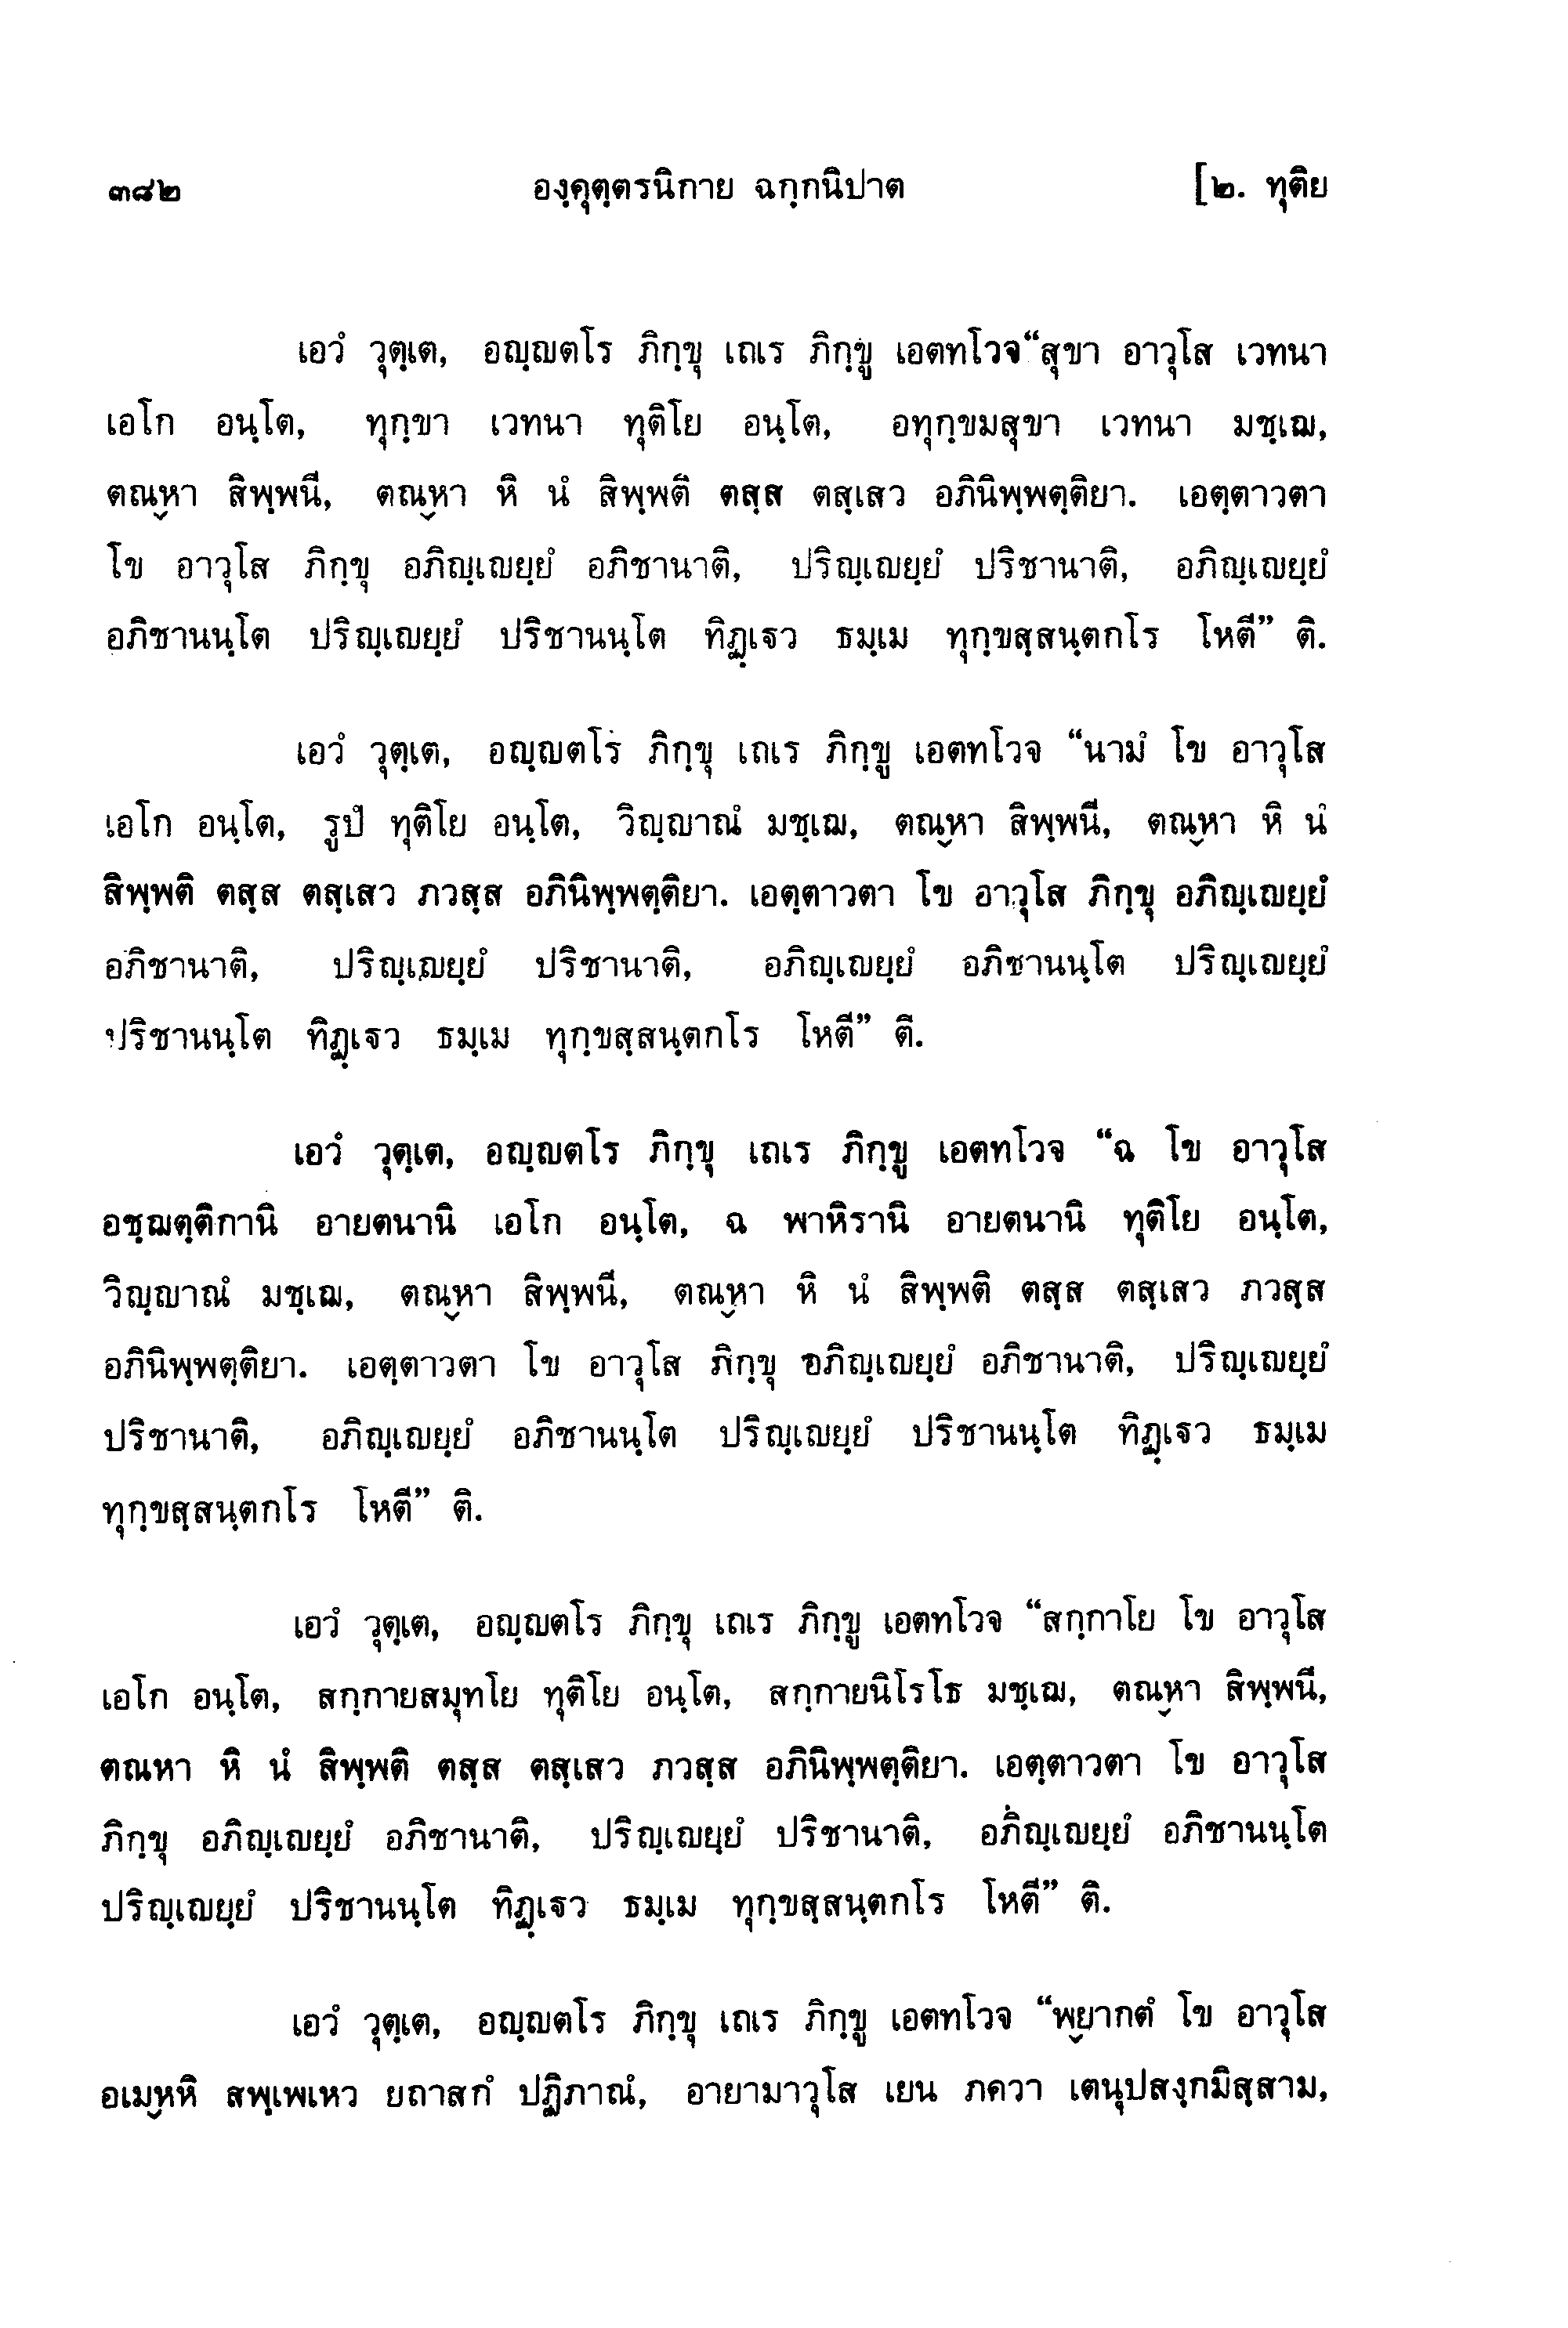 ๓๘๒ องฺคุตฺตรนิกาย ฉกฺกนิปาต [๒. ทุติย
เอวํ วุตฺเต, อญฺญตโร ภิกฺขุ เถเร ภิกฺขู เอตทโวจ“สุขา อาวุโส เวทนา
เอโก อนฺโต, ทุกฺขา เวทนา ทุติโย อนฺโต, อทุกฺขมสุขา เวทนา มชฺเฌ,
ตณฺหา สิพฺพนี, ตณฺหา หิ นํ สิพฺพติ ตสฺส ตสฺเสว อภินิพฺพตฺติยา. เอตฺตาวตา
โข อาวุโส ภิกฺขุ อภิญฺเญยฺยํ อภิชานาติ, ปริญฺเญยฺยํ ปริชานาติ, อภิญฺเญยฺยํ
อภิชานนฺโต ปริญฺเญยฺยํ ปริชานนฺโต ทิฏฺเฐว ธมฺเม ทุกฺขสฺสนฺตกโร โหตี” ติ.
เอวํ วุตฺเต, อญฺญตโร ภิกฺขุ เถเร ภิกฺขู เอตทโวจ “นามํ โข อาวุโส
เอโก อนฺโต, รูปํ ทุติโย อนฺโต, วิญฺญาณํ มชฺเฌ, ตณฺหา สิพฺพนี, ตณฺหา หิ นํ
สิพฺพติ ตสฺส ตสฺเสว ภวสฺส อภินิพฺพตฺติยา. เอตฺตาวตา โข อาวุโส ภิกฺขุ อภิญฺเญยฺยํ
อภิชานาติ, ปริญฺเญยฺยํ ปริชานาติ, อภิญฺเญยฺยํ อภิชานนฺโต ปริญฺเญยฺยํ
ปริชานนฺโต ทิฏฺเฐว ธมฺเม ทุกฺขสฺสนฺตกโร โหตี” ติ.
เอวํ วุตฺเต, อญฺญตโร ภิกฺขุ เถเร ภิกฺขู เอตทโวจ “ฉ โข อาวุโส
อชฺฌตฺติกานิ อายตนานิ เอโก อนฺโต, ฉ พาหิรานิ อายตนานิ ทุติโย อนฺโต,
วิญฺญาณํ มชฺเฌ, ตณฺหา สิพฺพนี, ตณฺหา หิ นํ สิพฺพติ ตสฺส ตสฺเสว ภวสฺส
อภินิพฺพตฺติยา. เอตฺตาวตา โข อาวุโส ภิกฺขุ อภิญฺเญยฺยํ อภิชานาติ, ปริญฺเญยฺยํ
ปริชานาติ, อภิญฺเญยฺยํ อภิชานนฺโต ปริญฺเญยฺยํ ปริชานนฺโต ทิฏฺเฐว ธมฺเม
ทุกฺขสฺสนฺตกโร โหตี” ติ.
เอวํ วุตฺเต, อญฺญตโร ภิกฺขุ เถเร ภิกฺขู เอตทโวจ “สกฺกาโย โข อาวุโส
เอโก อนฺโต, สกฺกายสมุทโย ทุติโย อนฺโต, สกฺกายนิโรโธ มชฺเฌ, ตณฺหา สิพฺพนี,
ตณหา หิ นํ สิพฺพติ ตสฺส ตสฺเสว ภวสฺส อภินิพฺพตฺติยา. เอตฺตาวตา โข อาวุโส
ภิกฺขุ อภิญฺเญยฺยํ อภิชานาติ, ปริญฺเญยฺยํ ปริชานาติ, อภิญฺเญยฺยํ อภิชานนฺโต
ปริญฺเญยฺยํ ปริชานนฺโต ทิฏฺเฐว ธมฺเม ทุกฺขสฺสนฺตกโร โหตี” ติ.
เอวํ วุตฺเต, อญฺญตโร ภิกฺขุ เถเร ภิกฺขู เอตทโวจ “พฺยากตํ โข อาวุโส
อเมฺหหิ สพฺเพเหว ยถาสกํ ปฏิภาณํ, อายามาวุโส เยน ภควา เตนุปสงฺกมิสฺสาม,